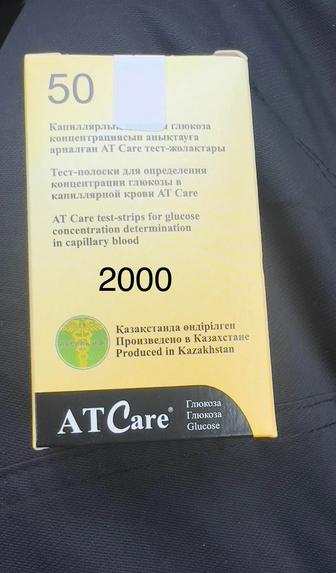 50
Капиллярлық глюкоза
концентрациясын анықтауға
арналған AT Care тест-жолақтары
Тест-полоски для определения
концентрации глюкозы в
капиллярной крови AT Care
AT Care test-strips for glucose
concentration determination
in capillary blood
2000
Қазақстанда өндірілген
Произведено в Казахстане
Produced in Kazakhstan
ATCare®
Глюкоза
Глюкоза
Glucose